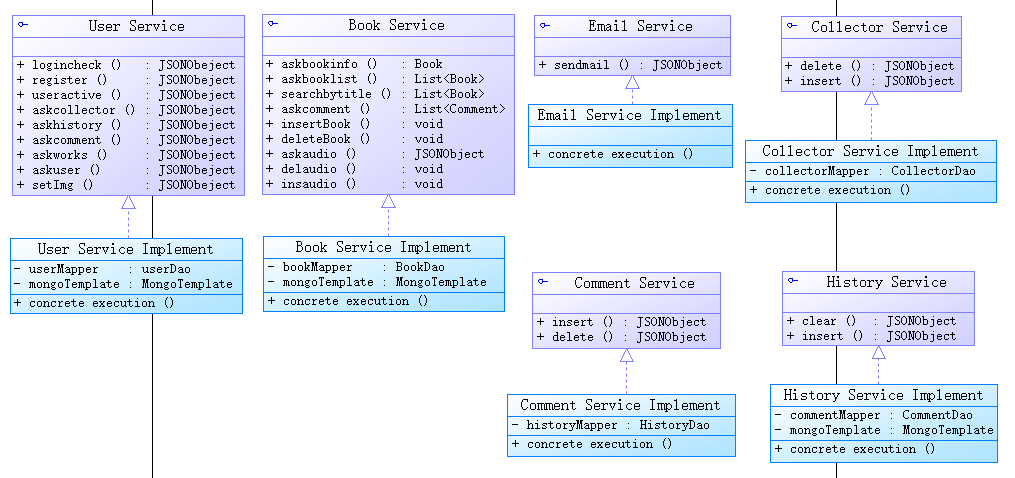 User Service
+ logincheck () : JSONObeject
+ register () : JSONObeject
+ useractive () : JSONObeject
+ askcollector () : JSONObeject
+ askhistory () : JSONObeject
+ askcomment () : JSONObeject
+ askworks () : JSONObeject
+ askuser () : JSONObeject
+ setImg () : JSONObeject
User Service Implement
- userMapper : userDao
- mongoTemplate : MongoTemplate
+ concrete execution ()
Book Service
+ askbookinfo () : Book
+ askbooklist () : List<Book>
+ searchbytitle () : List<Book>
+ askcomment () : List<Comment>
+ insertBook () : void
+ deleteBook () : void
+ askaudio () : JSONObject
+ delaudio () : void
+ insaudio () : void
Book Service Implement
- bookMapper : BookDao
- mongoTemplate : MongoTemplate
+ concrete execution ()
Email Service
+ sendmail () : JSONObject
Email Service Implement
+ concrete execution ()
Collector Service
+ delete () : JSONObject
+ insert () : JSONObject
Collector Service Implement
- collectorMapper : CollectorDao
+ concrete execution ()
Comment Service
+ insert () : JSONObject
+ delete () : JSONObject
Comment Service Implement
- historyMapper : HistoryDao
+ concrete execution ()
History Service
+ clear () : JSONObject
+ insert () : JSONObject
History Service Implement
- commentMapper : CommentDao
- mongoTemplate : MongoTemplate
+ concrete execution ()